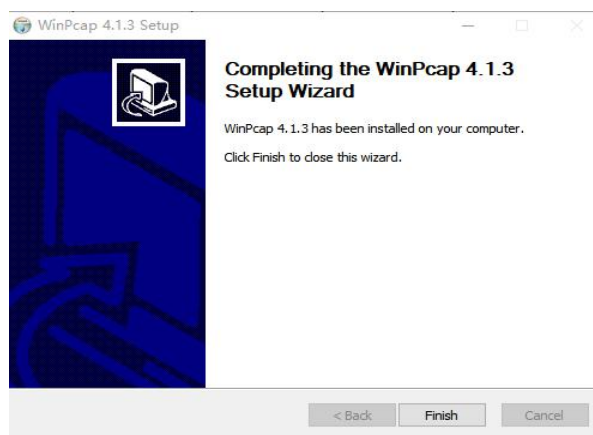 WinPcap 4.1.3 Setup
Completing the WinPcap 4.1.3
Setup Wizard
WinPcap 4.1.3 has been installed on your computer.
Click Finish to close this wizard.
< Back Finish Cancel